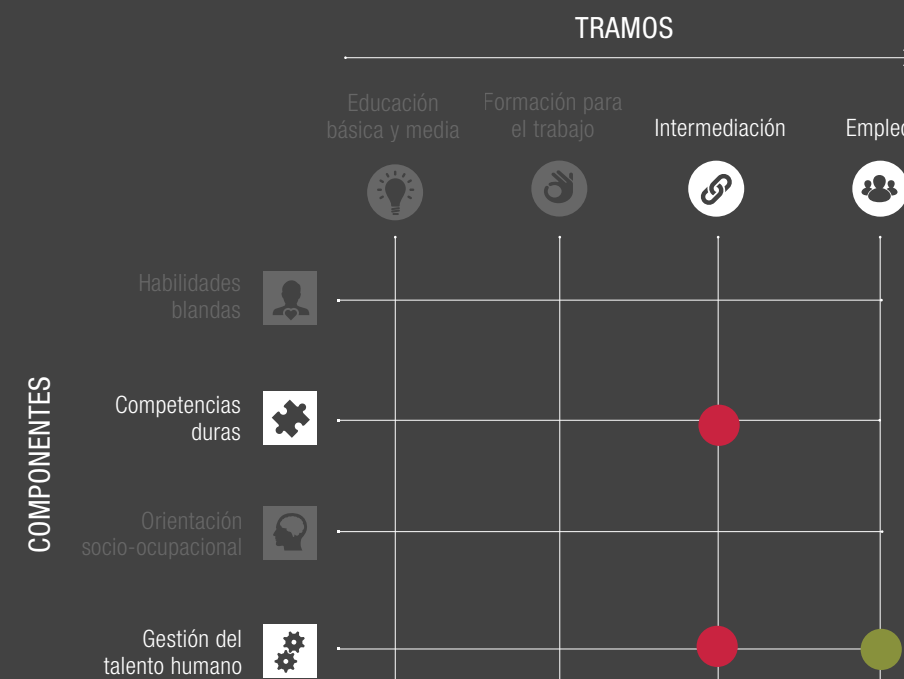 TRAMOS
Educación
básica y media
Formación para
el trabajo
Intermediación
Habilidades
blandas
COMPONENTES
Competencias
duras
Orientación
socio-ocupacional
Gestión del
talento humano